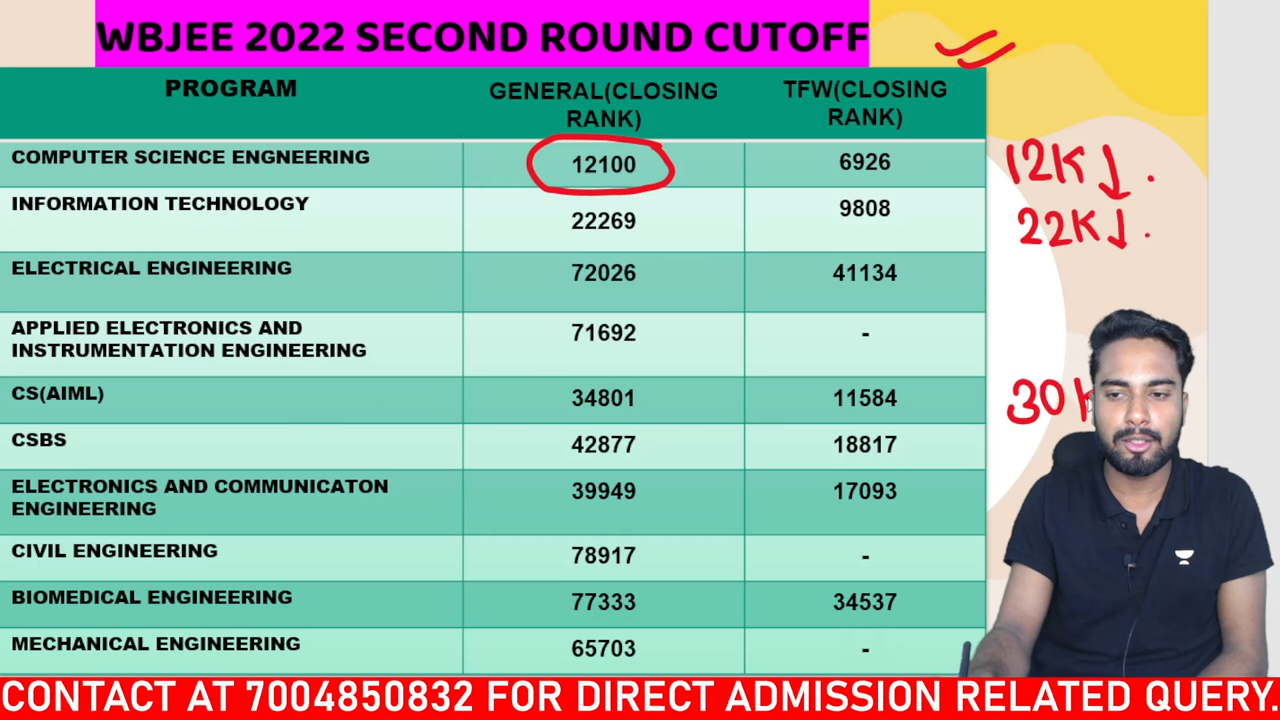 WBJEE 2022 SECOND ROUND CUTOFF
PROGRAM GENERAL(CLOSING RANK) TFW(CLOSING RANK)
COMPUTER SCIENCE ENGNEERING 12100 6926 12K
INFORMATION TECHNOLOGY 22269 9808 22K
ELECTRICAL ENGINEERING 72026 41134
APPLIED ELECTRONICS AND
INSTRUMENTATION ENGINEERING 71692 -
CS(AIML) 34801 11584 30K
CSBS 42877 18817
ELECTRONICS AND COMMUNICATON
ENGINEERING 39949 17093
CIVIL ENGINEERING 78917 -
BIOMEDICAL ENGINEERING 77333 34537
MECHANICAL ENGINEERING 65703 -
CONTACT AT 7004850832 FOR DIRECT ADMISSION RELATED QUERY.